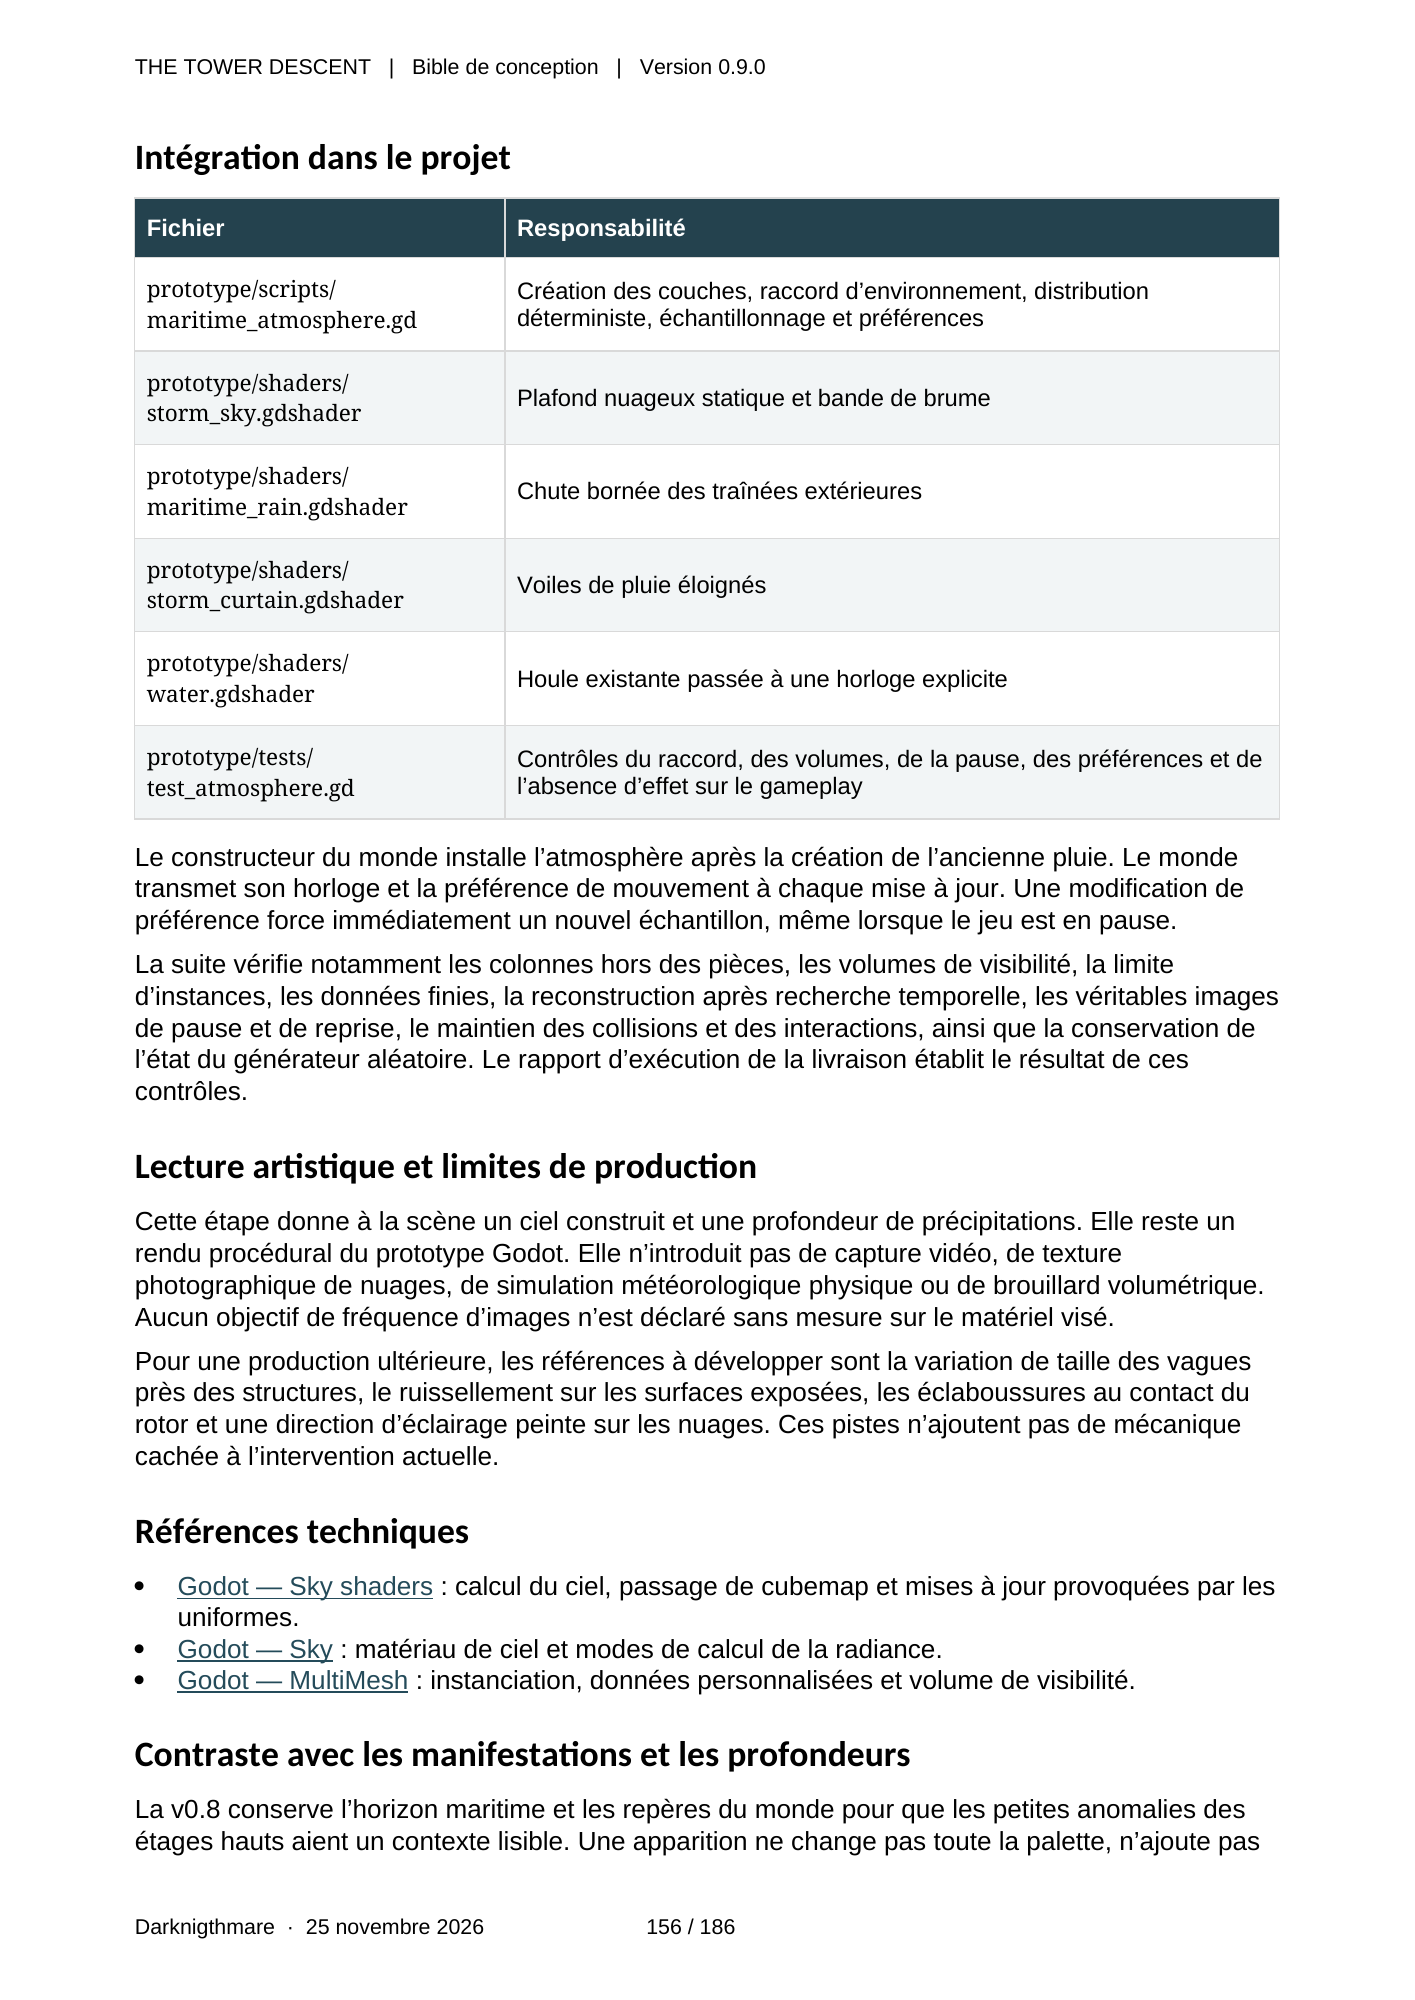 THE TOWER DESCENT | Bible de conception | Version 0.9.0
Intégration dans le projet
Fichier
Responsabilité
prototype/scripts/
maritime_atmosphere.gd
Création des couches, raccord d’environnement, distribution
déterministe, échantillonnage et préférences
prototype/shaders/
storm_sky.gdshader
Plafond nuageux statique et bande de brume
prototype/shaders/
maritime_rain.gdshader
Chute bornée des traînées extérieures
prototype/shaders/
storm_curtain.gdshader
Voiles de pluie éloignés
prototype/shaders/
water.gdshader
Houle existante passée à une horloge explicite
prototype/tests/
test_atmosphere.gd
Contrôles du raccord, des volumes, de la pause, des préférences et de
l’absence d’effet sur le gameplay
Le constructeur du monde installe l’atmosphère après la création de l’ancienne pluie. Le monde
transmet son horloge et la préférence de mouvement à chaque mise à jour. Une modification de
préférence force immédiatement un nouvel échantillon, même lorsque le jeu est en pause.
La suite vérifie notamment les colonnes hors des pièces, les volumes de visibilité, la limite
d’instances, les données finies, la reconstruction après recherche temporelle, les véritables images
de pause et de reprise, le maintien des collisions et des interactions, ainsi que la conservation de
l’état du générateur aléatoire. Le rapport d’exécution de la livraison établit le résultat de ces
contrôles.
Lecture artistique et limites de production
Cette étape donne à la scène un ciel construit et une profondeur de précipitations. Elle reste un
rendu procédural du prototype Godot. Elle n’introduit pas de capture vidéo, de texture
photographique de nuages, de simulation météorologique physique ou de brouillard volumétrique.
Aucun objectif de fréquence d’images n’est déclaré sans mesure sur le matériel visé.
Pour une production ultérieure, les références à développer sont la variation de taille des vagues
près des structures, le ruissellement sur les surfaces exposées, les éclaboussures au contact du
rotor et une direction d’éclairage peinte sur les nuages. Ces pistes n’ajoutent pas de mécanique
cachée à l’intervention actuelle.
Références techniques
• Godot — Sky shaders : calcul du ciel, passage de cubemap et mises à jour provoquées par les
uniformes.
• Godot — Sky : matériau de ciel et modes de calcul de la radiance.
• Godot — MultiMesh : instanciation, données personnalisées et volume de visibilité.
Contraste avec les manifestations et les profondeurs
La v0.8 conserve l’horizon maritime et les repères du monde pour que les petites anomalies des
étages hauts aient un contexte lisible. Une apparition ne change pas toute la palette, n’ajoute pas
Darknigthmare · 25 novembre 2026
156 / 186